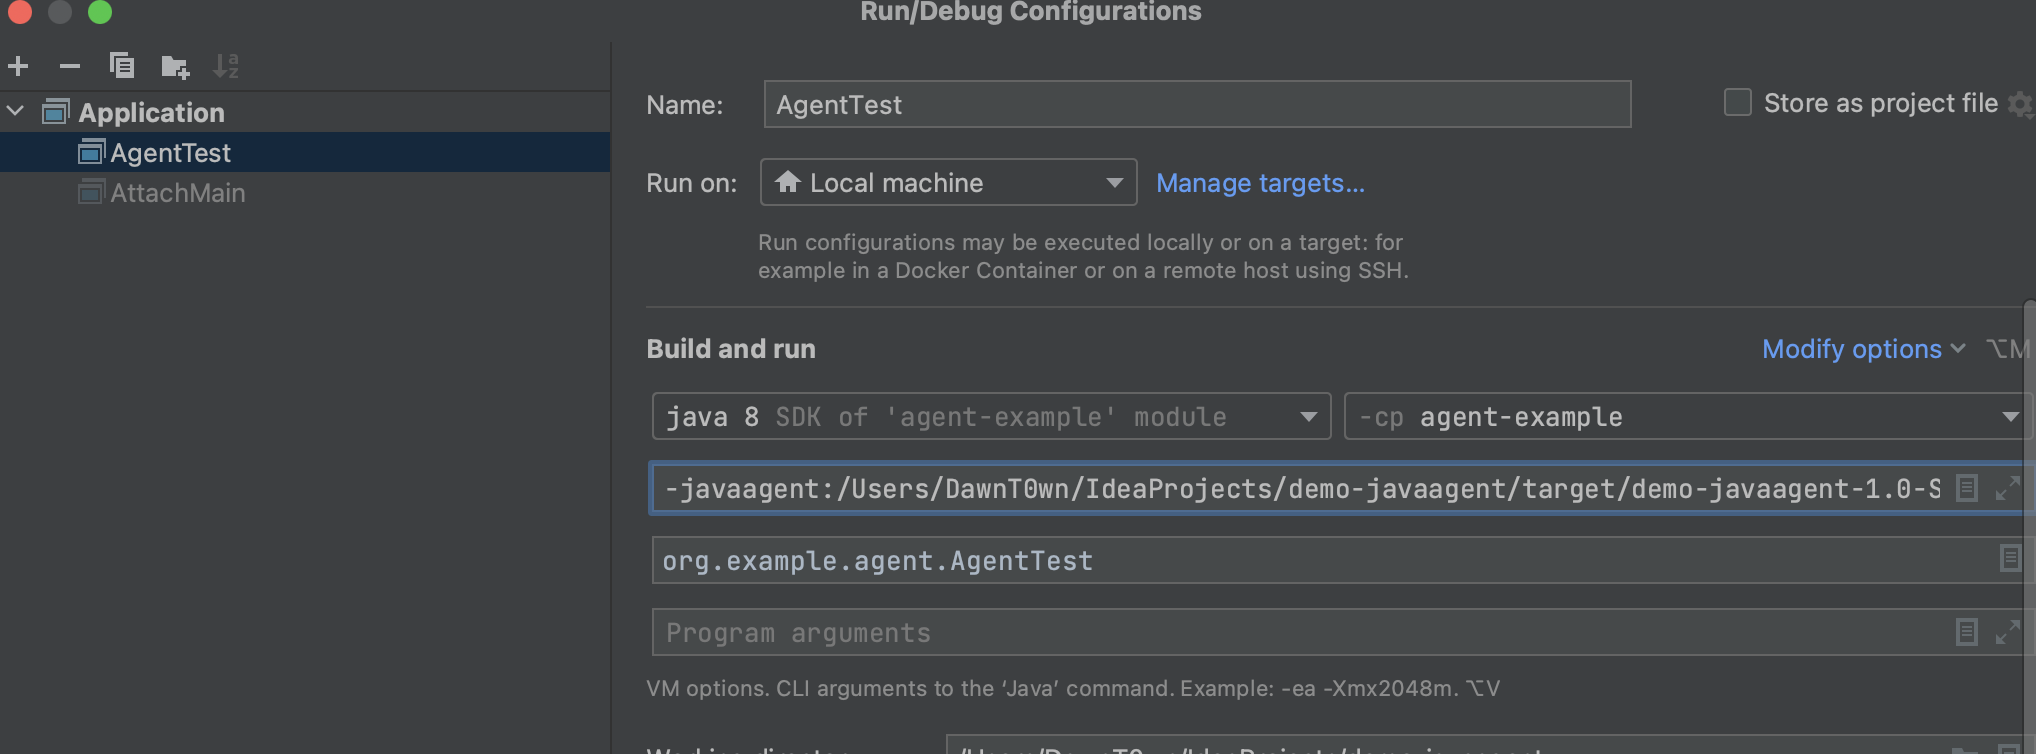 Run/Debug Configurations
Application
AgentTest
AttachMain
Name: AgentTest
Store as project file
Run on: Local machine Manage targets...
Run configurations may be executed locally or on a target: for
example in a Docker Container or on a remote host using SSH.
Build and run
Modify options ⌥M
java 8 SDK of 'agent-example' module
-cp agent-example
-javaagent:/Users/DawnT0wn/IdeaProjects/demo-javaagent/target/demo-javaagent-1.0-S
org.example.agent.AgentTest
Program arguments
VM options. CLI arguments to the ‘Java’ command. Example: -ea -Xmx2048m. ⌥V